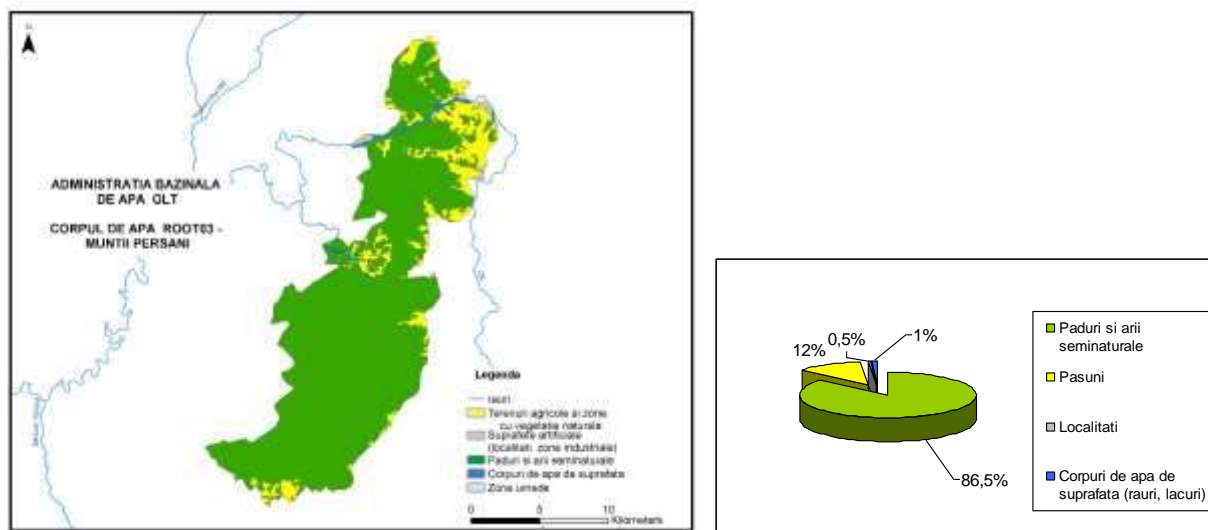 ADMINISTRATIA BAZINALA
DE APA OLT
CORPUL DE APA ROOT03 -
MUNTII PERSANI
Legenda
rauri
Terenuri agricole si zone
cu vegetatie naturala
Suprafete artificiale
(localitati, zone industriale)
Paduri si arii seminaturale
Corpuri de apa de suprafata
Zone umede
0 5 10
Kilometers
12%
0,5%
1%
86,5%
Paduri si arii
seminaturale
Pasuni
Localitati
Corpuri de apa de
suprafata (rauri, lacuri)